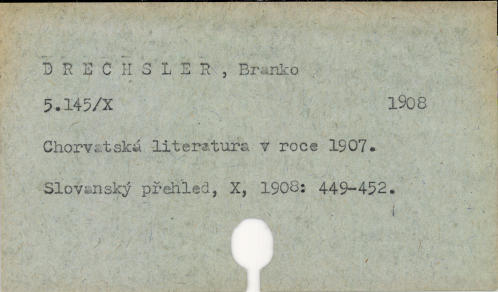 D R E C H S L E R , Branko
5.145/X 1908
Chorvatská literatura v roce 1907.
Slovanský přehled, X, 1908: 449-452.